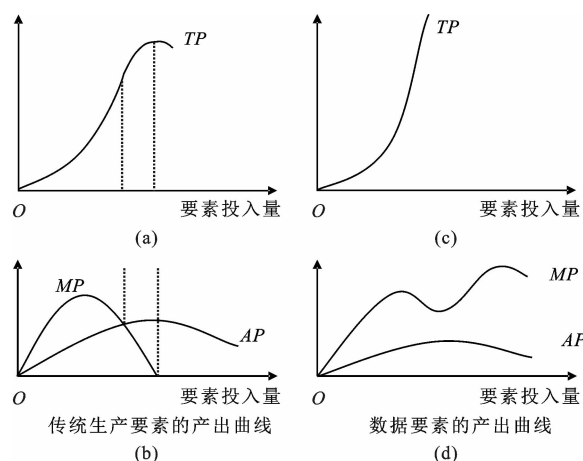 TP
O
要素投入量
(a)
TP
O
要素投入量
(c)
MP
AP
O
要素投入量
传统生产要素的产出曲线
(b)
MP
AP
O
要素投入量
数据要素的产出曲线
(d)